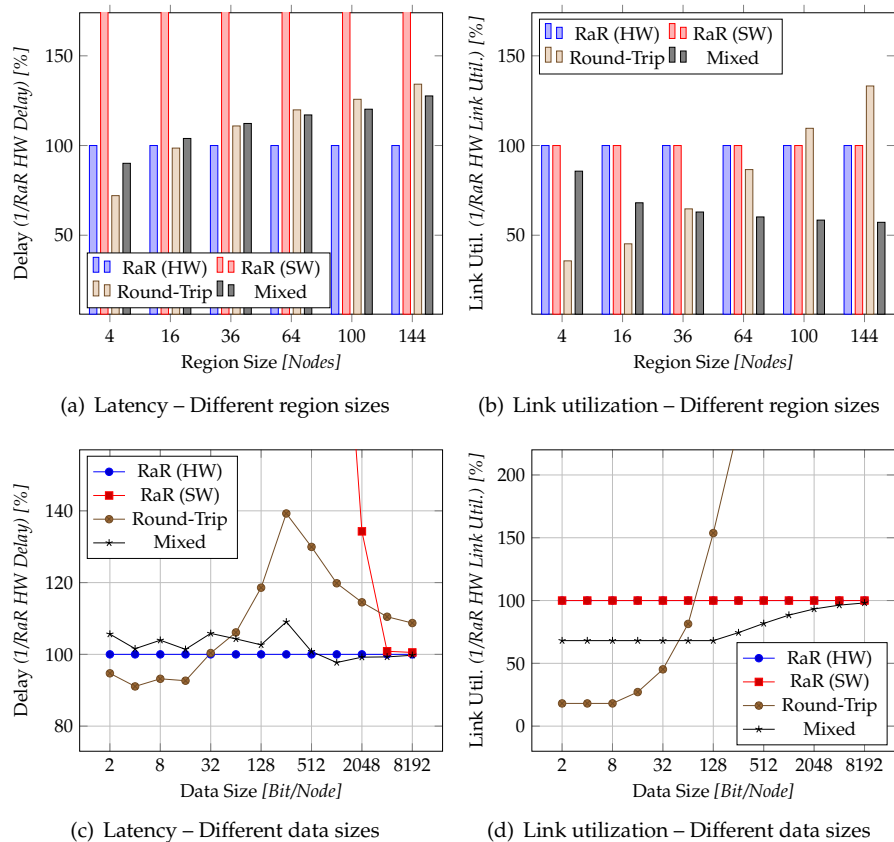 150
100
50
Delay (1/RaR HW Delay) [%]
RaR (HW) RaR (SW)
Round-Trip Mixed
4 16 36 64 100 144
Region Size [Nodes]
(a) Latency – Different region sizes
150
100
50
Link Util. (1/RaR HW Link Util.) [%]
RaR (HW) RaR (SW)
Round-Trip Mixed
4 16 36 64 100 144
Region Size [Nodes]
(b) Link utilization – Different region sizes
140
120
100
80
Delay (1/RaR HW Delay) [%]
RaR (HW)
RaR (SW)
Round-Trip
Mixed
2 8 32 128 512 2048 8192
Data Size [Bit/Node]
(c) Latency – Different data sizes
200
150
100
50
0
Link Util. (1/RaR HW Link Util.) [%]
RaR (HW)
RaR (SW)
Round-Trip
Mixed
2 8 32 128 512 2048 8192
Data Size [Bit/Node]
(d) Link utilization – Different data sizes